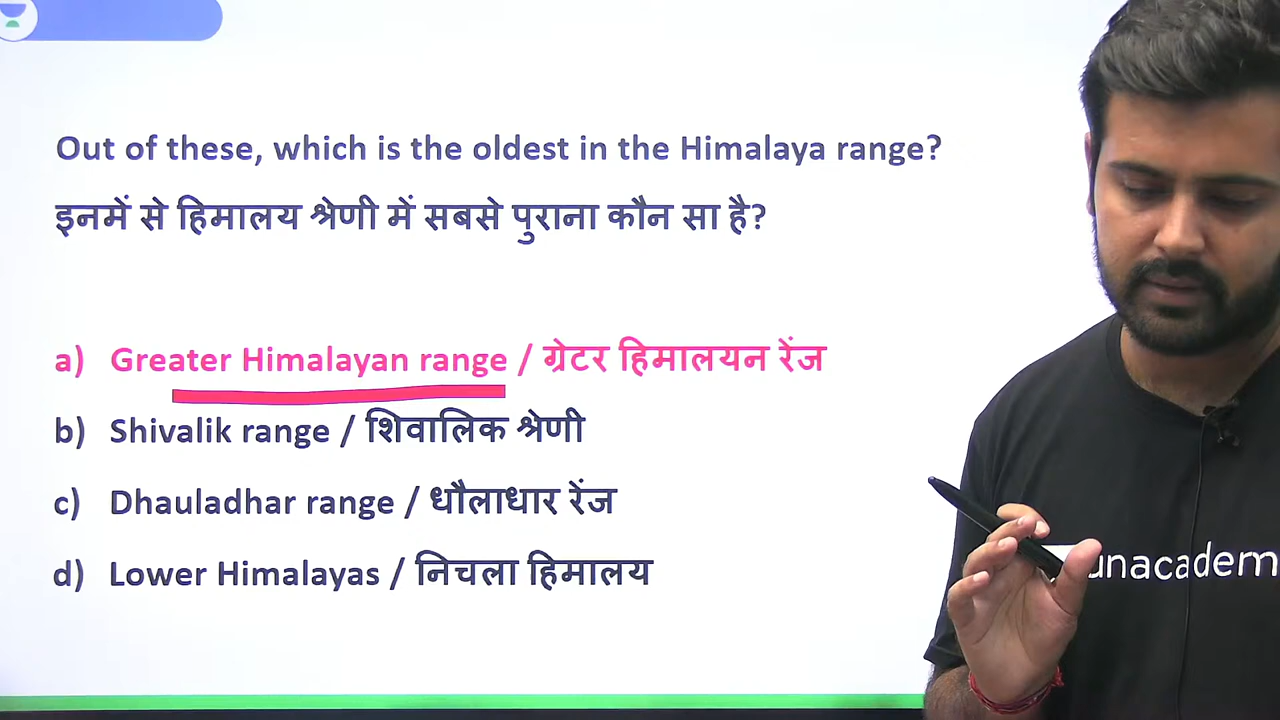 Out of these, which is the oldest in the Himalaya range?
इनमें से हिमालय श्रेणी में सबसे पुराना कौन सा है?
a) Greater Himalayan range / ग्रेटर हिमालयन रेंज
b) Shivalik range / शिवालिक श्रेणी
c) Dhauladhar range / धौलाधार रेंज
d) Lower Himalayas / निचला हिमालय
unacadem